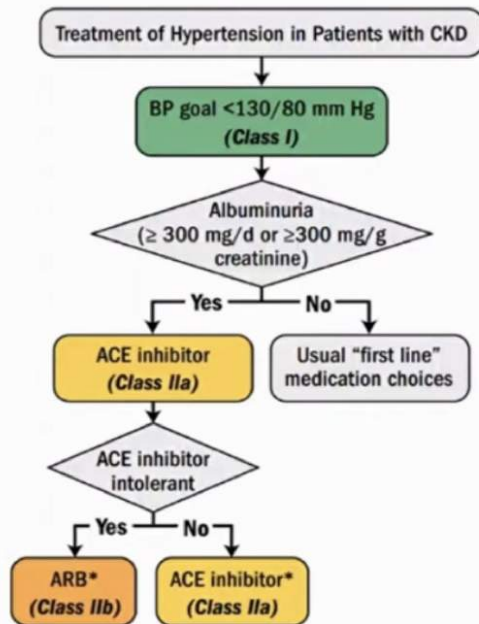 Treatment of Hypertension in Patients with CKD
BP goal <130/80 mm Hg
(Class I)
Albuminuria
(≥ 300 mg/d or ≥300 mg/g
creatinine)
Yes
No
ACE inhibitor
(Class IIa)
Usual “first line”
medication choices
ACE inhibitor
intolerant
Yes
No
ARB*
(Class IIb)
ACE inhibitor*
(Class IIa)